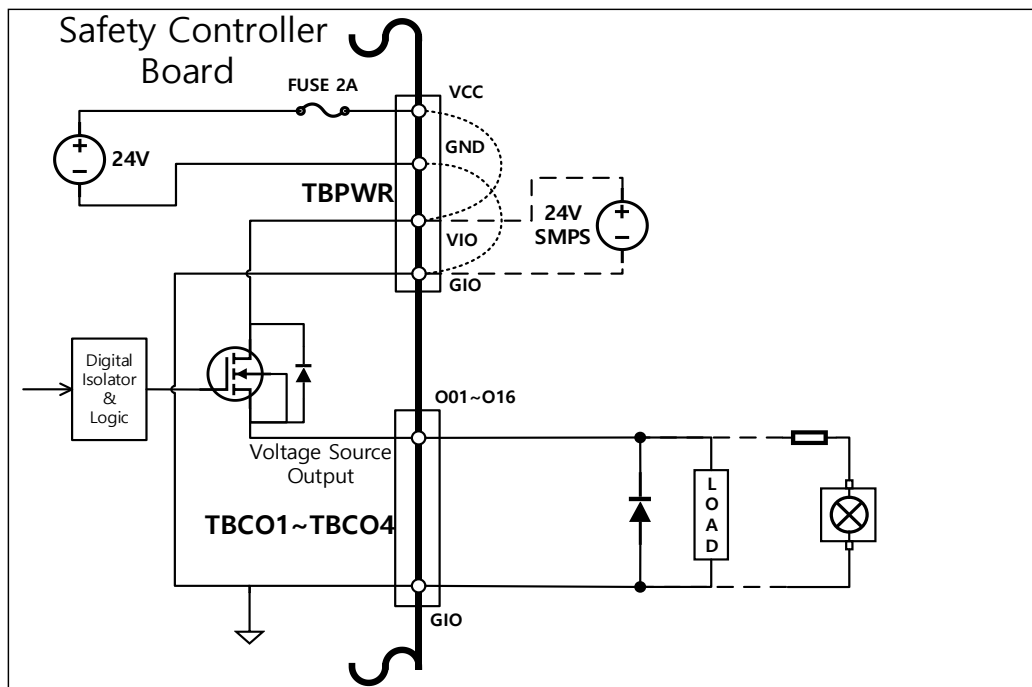 Safety Controller
Board
FUSE 2A
VCC
24V
GND
TBPWR
VIO
24V
SMPS
GIO
Digital
Isolator
&
Logic
O01~O16
Voltage Source
Output
TBCO1~TBCO4
LOAD
GIO